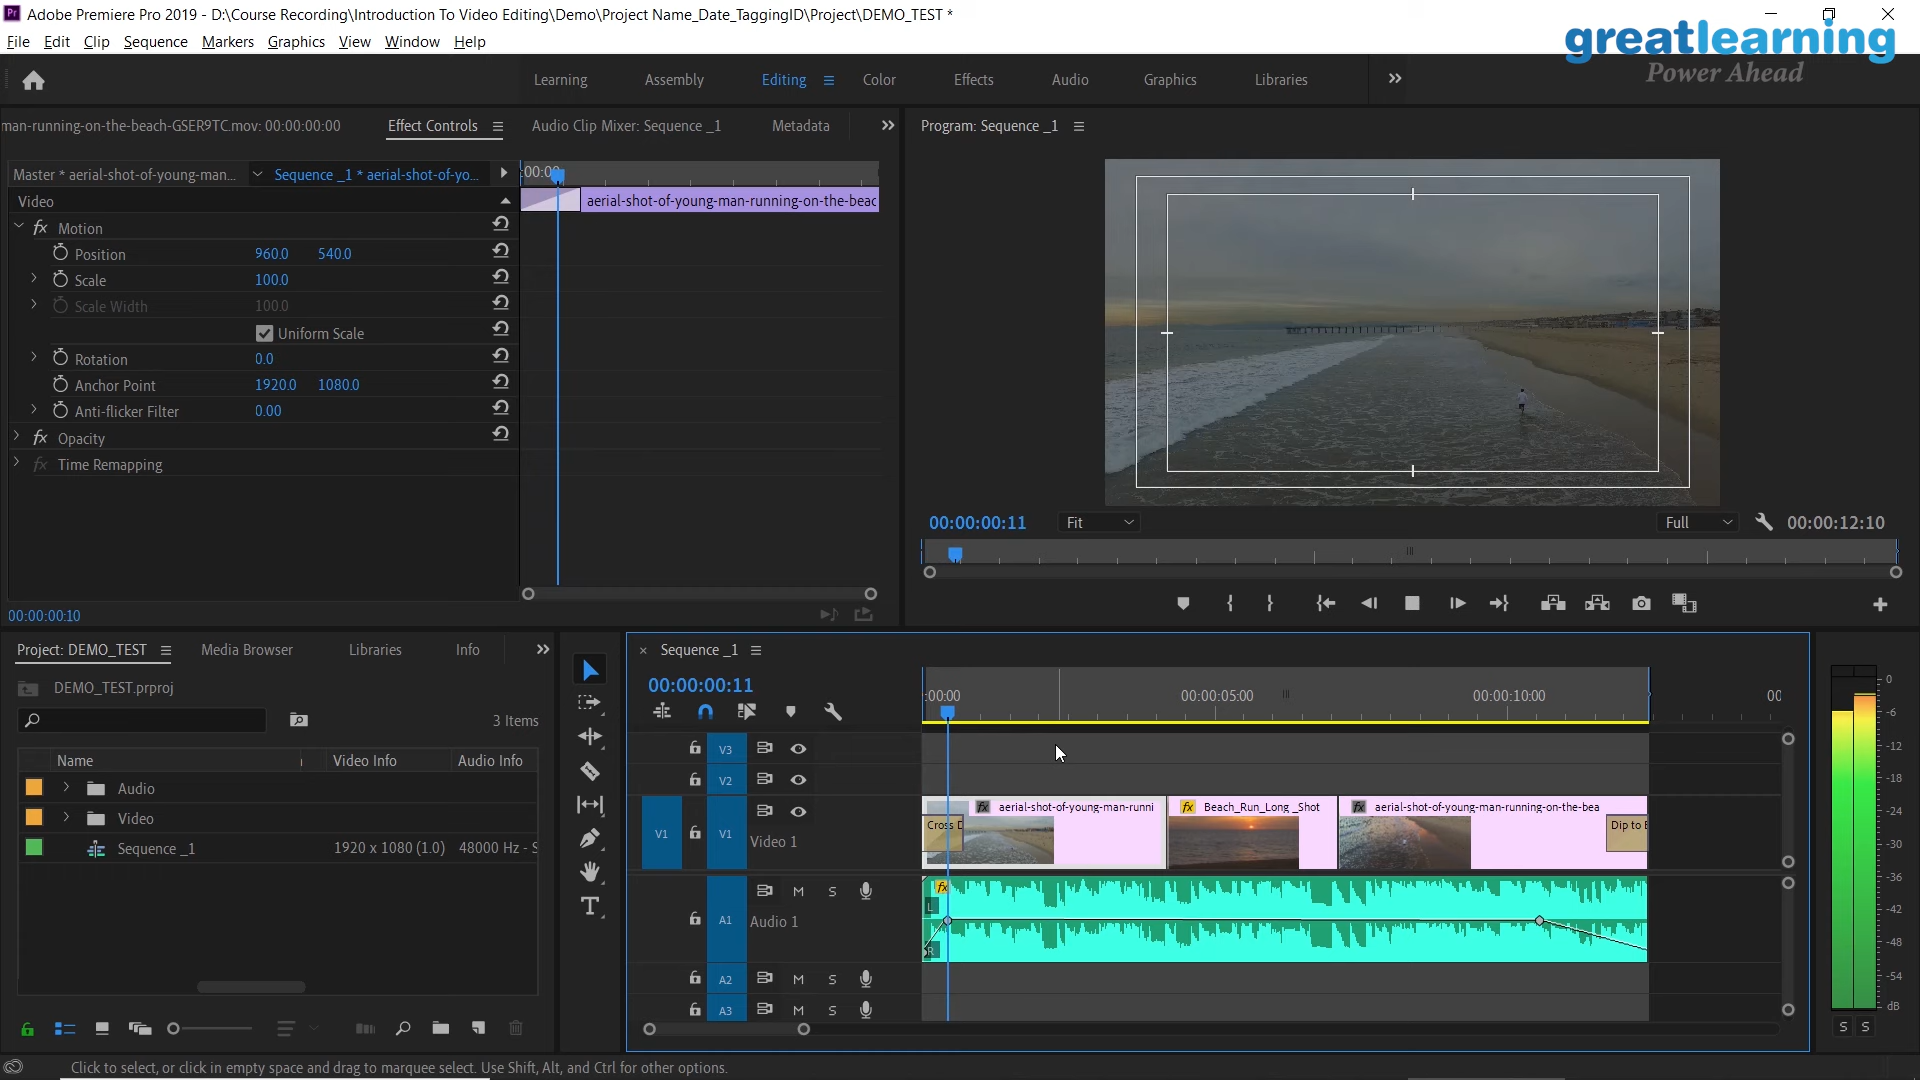 Pr Adobe Premiere Pro 2019 - D:\Course Recording\Introduction To Video Editing\Demo\Project Name_Date_TaggingID\Project\DEMO_TEST *
greatlearning
Power Ahead
File Edit Clip Sequence Markers Graphics View Window Help
Learning Assembly Editing Color Effects Audio Graphics Libraries
man-running-on-the-beach-GSER9TC.mov: 00:00:00:00 Effect Controls Audio Clip Mixer: Sequence _1 Metadata
Program: Sequence _1
Master * aerial-shot-of-young-man... Sequence _1 * aerial-shot-of-yo... :00:00
Video aerial-shot-of-young-man-running-on-the-beac
fx Motion
Position 960.0 540.0
Scale 100.0
Scale Width 100.0
Uniform Scale
Rotation 0.0
Anchor Point 1920.0 1080.0
Anti-flicker Filter 0.00
fx Opacity
fx Time Remapping
00:00:00:10
00:00:00:11 Fit Full 00:00:12:10
Project: DEMO_TEST Media Browser Libraries Info
DEMO_TEST.prproj
3 Items
Name Video Info Audio Info
Audio
Video
Sequence _1 1920 x 1080 (1.0) 48000 Hz - S
Sequence _1
00:00:00:11
:00:00 00:00:05:00 00:00:10:00 00
V3
V2
V1 V1 Video 1
fx aerial-shot-of-young-man-runni
Cross D
fx Beach_Run_Long _Shot
fx aerial-shot-of-young-man-running-on-the-bea
Dip to B
A1 M S Audio 1
fx
L
R
A2 M S
A3 M S
0
-6
-12
-18
-24
-30
-36
-42
-48
-54
dB
S S
Click to select, or click in empty space and drag to marquee select. Use Shift, Alt, and Ctrl for other options.